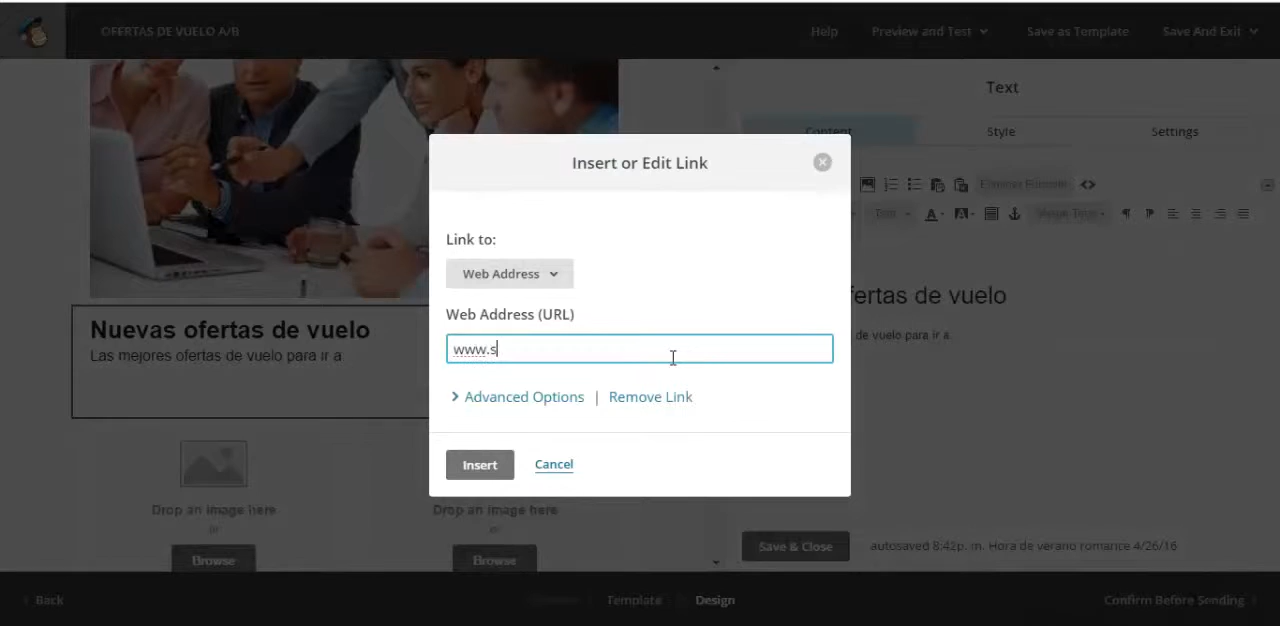 OFERTAS DE VUELO A/B
Help
Preview and Test
Save as Template
Save And Exit
Text
Content
Style
Settings
Insert or Edit Link
Link to:
Web Address
Web Address (URL)
www.s
Advanced Options | Remove Link
Insert
Cancel
Nuevas ofertas de vuelo
Las mejores ofertas de vuelo para ir a
fertas de vuelo
de vuelo para ir a.
Drop an image here
or
Browse
Drop an image here
or
Browse
Save & Close
autosaved 8:42p. m. Hora de verano romance 4/26/16
Back
Template
Design
Confirm Before Sending